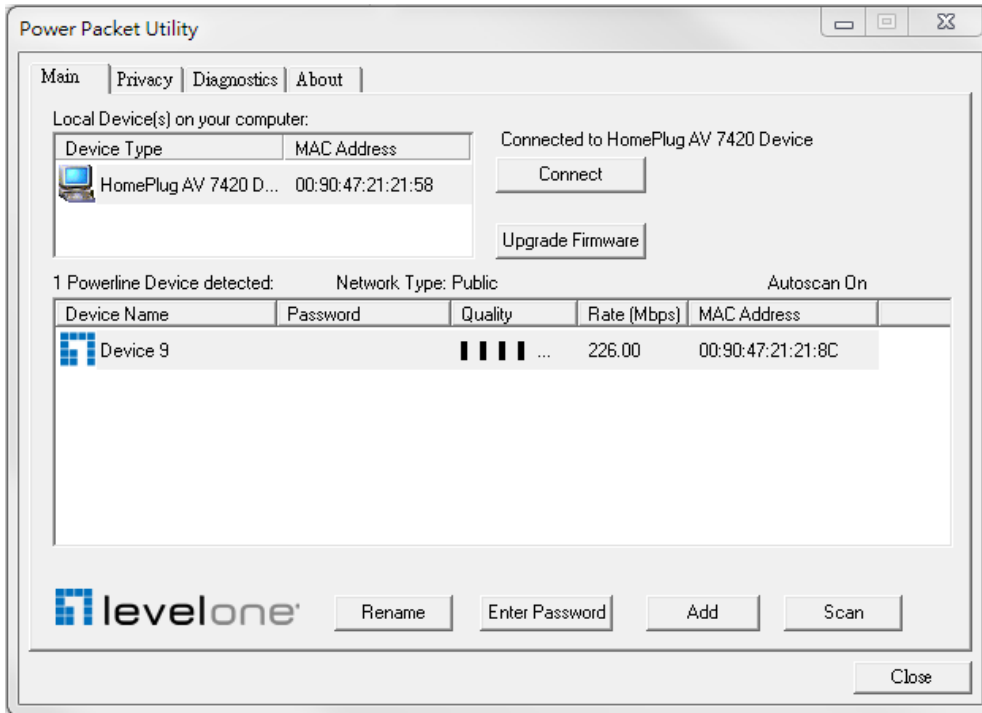 Power Packet Utility
Main Privacy Diagnostics About
Local Device(s) on your computer:
Device Type MAC Address
HomePlug AV 7420 D... 00:90:47:21:21:58
Connected to HomePlug AV 7420 Device
Connect
Upgrade Firmware
1 Powerline Device detected: Network Type: Public Autoscan On
Device Name Password Quality Rate (Mbps) MAC Address
Device 9 ... 226.00 00:90:47:21:21:8C
levelone Rename Enter Password Add Scan
Close